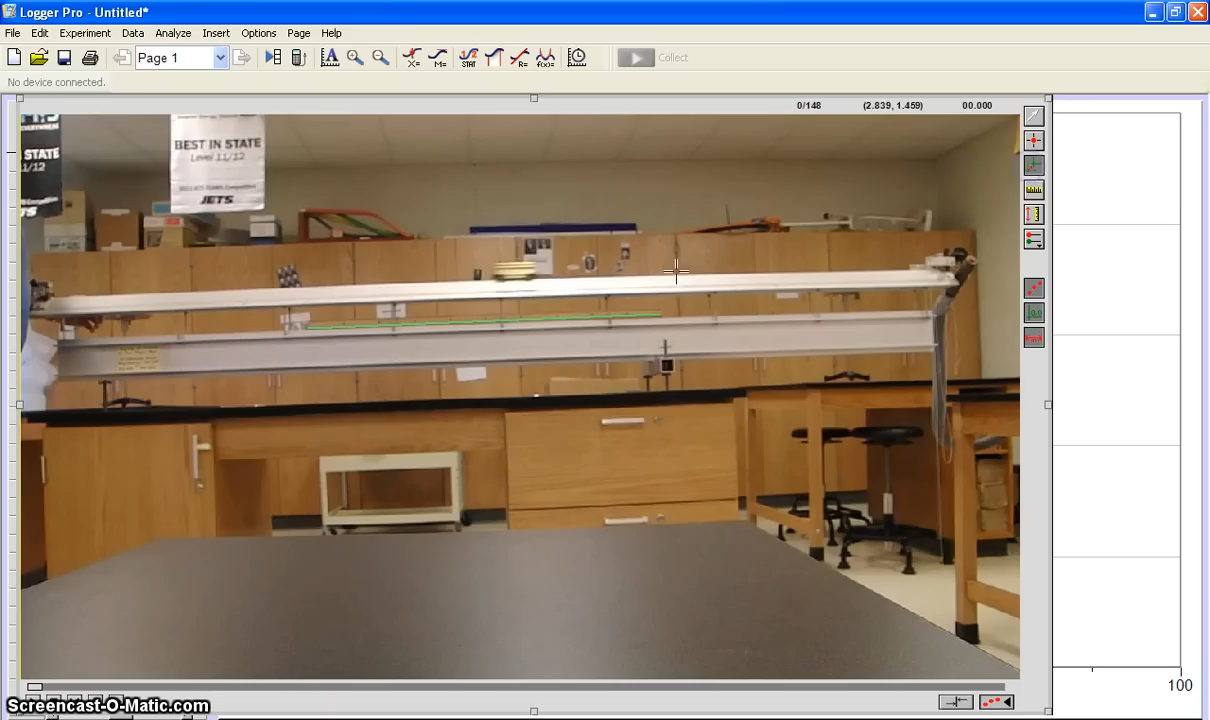 Logger Pro - Untitled*
File Edit Experiment Data Analyze Insert Options Page Help
Page 1
Collect
No device connected.
0/148 (2.839, 1.459) 00.000
BEST IN STATE
Level 11/12
JETS
STATE
/12
100
Screencast-O-Matic.com